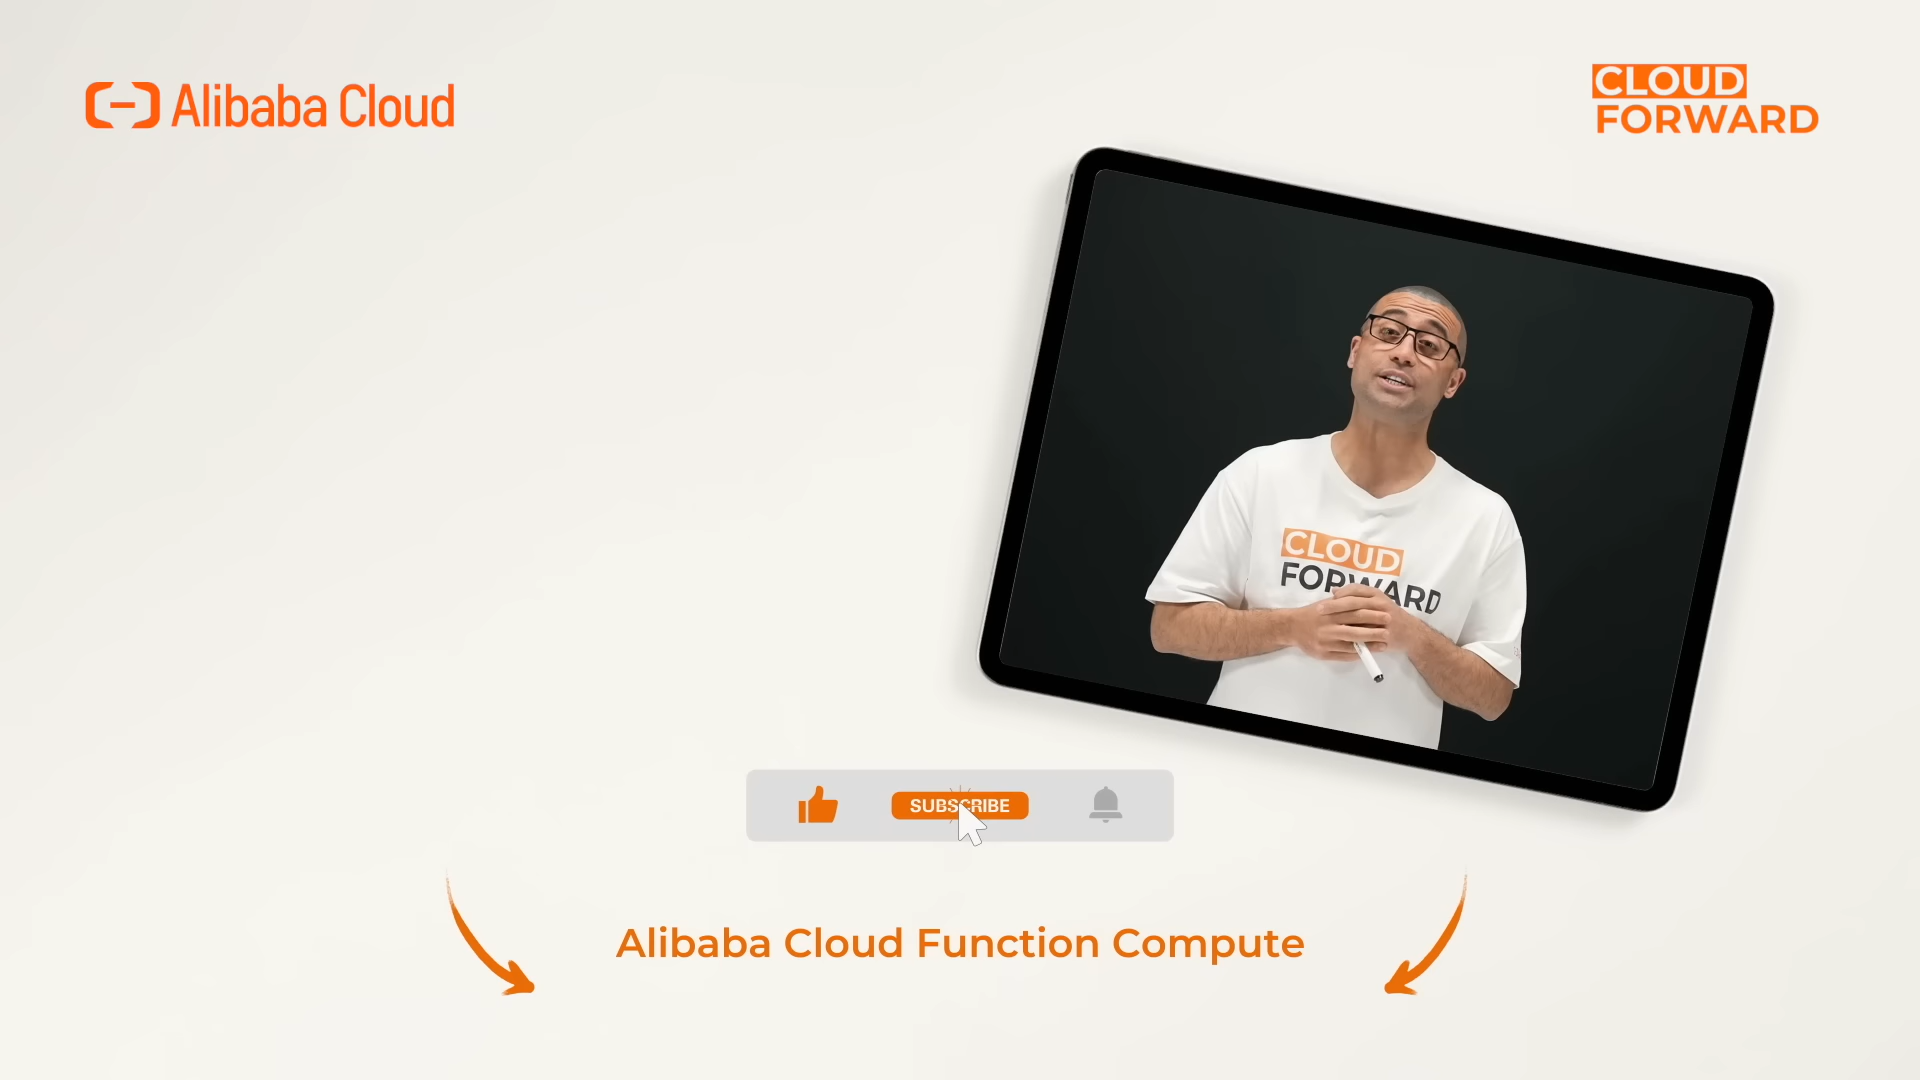 Alibaba Cloud
CLOUD
FORWARD
CLOUD
FORWARD
SUBSCRIBE
Alibaba Cloud Function Compute